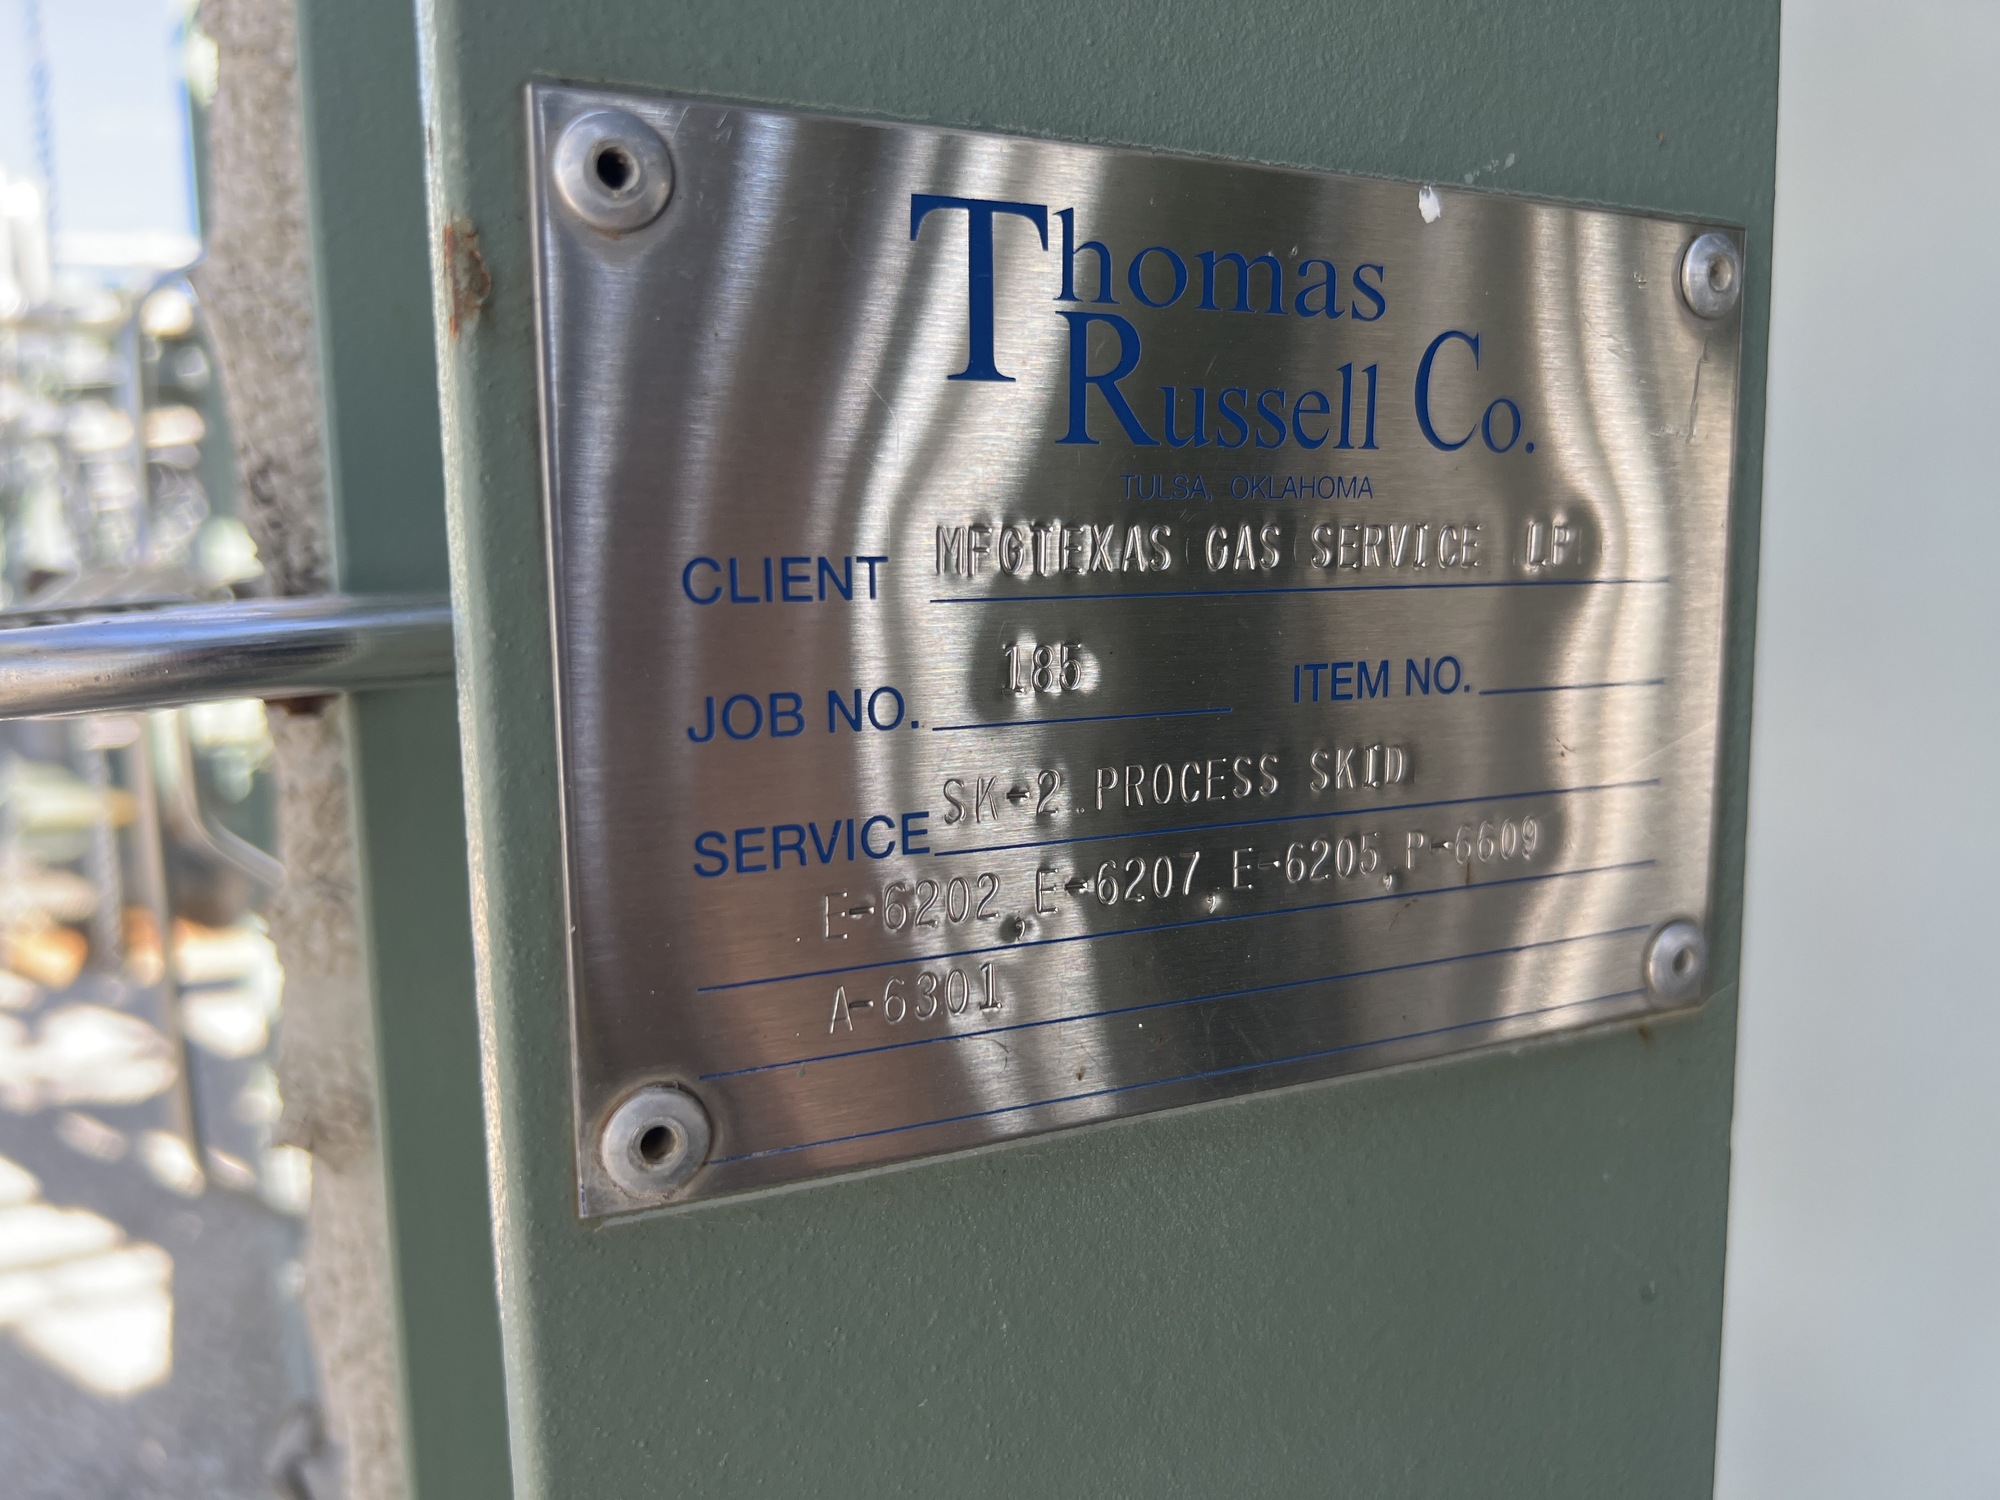 Thomas
Russell Co.
TULSA, OKLAHOMA
CLIENT MFGTEXAS GAS SERVICE LP
JOB NO. 185 ITEM NO.
SERVICE SK-2 PROCESS SKID
E-6202, E-6207, E-6205, P-6609
A-6301